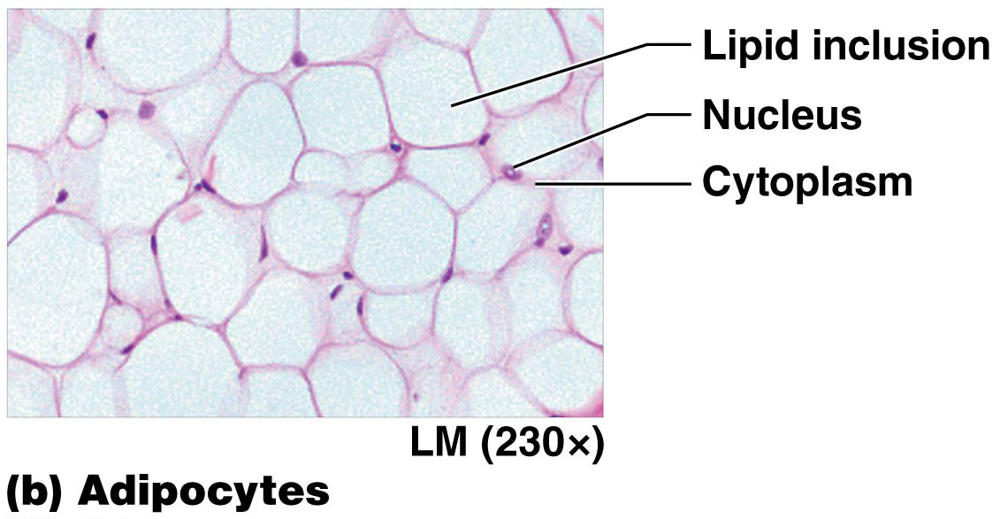 Lipid inclusion
Nucleus
Cytoplasm
LM (230×)
(b) Adipocytes